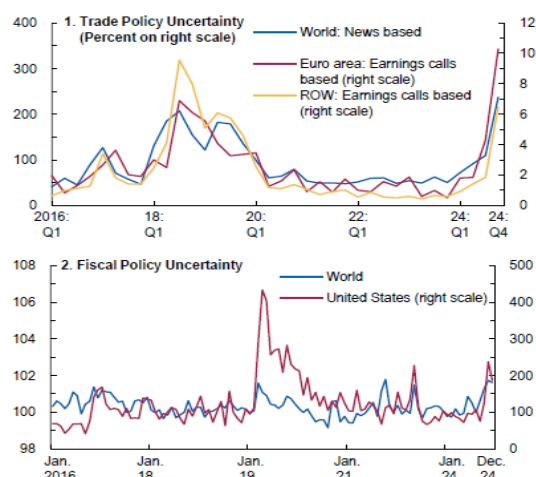 400
300
200
100
0
1. Trade Policy Uncertainty
(Percent on right scale)
World: News based
Euro area: Earnings calls
based (right scale)
ROW: Earnings calls based
(right scale)
12
10
8
6
4
2
0
2016:
Q1
18:
Q1
20:
Q1
22:
Q1
24:
Q1
24:
Q4
108
106
104
102
100
98
2. Fiscal Policy Uncertainty
World
United States (right scale)
500
400
300
200
100
0
Jan.
2016
Jan.
18
Jan.
19
Jan.
21
Jan.
24
Dec.
24